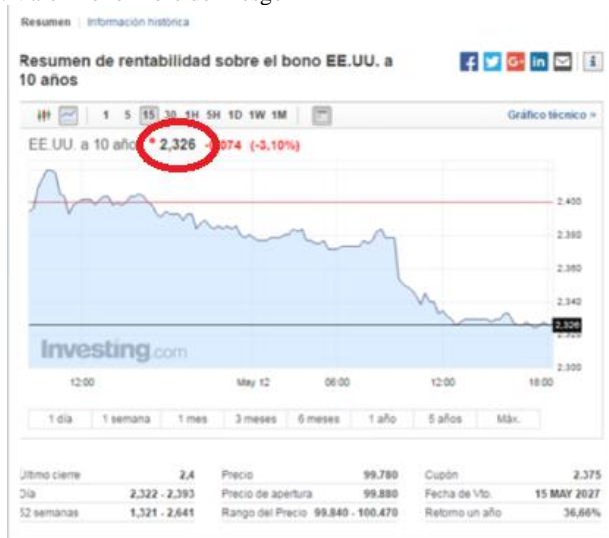 Resumen | Información histórica
Resumen de rentabilidad sobre el bono EE.UU. a
10 años
1 5 15 30 1H 5H 1D 1W 1M
Gráfico técnico »
EE.UU. a 10 año 2,326 074 (-3,10%)
2.400
2.380
2.360
2.340
2,326
2.320
2.300
Investing.com
12:00 May 12 06:00 12:00 18:00
1 día 1 semana 1 mes 3 meses 6 meses 1 año 5 años Máx.
Último cierre 2,4 Precio 99.780 Cupón 2.375
Día 2,322 - 2,393 Precio de apertura 99.880 Fecha de Vto. 15 MAY 2027
52 semanas 1,321 - 2,641 Rango del Precio 99.840 - 100.470 Retorno un año 36,66%